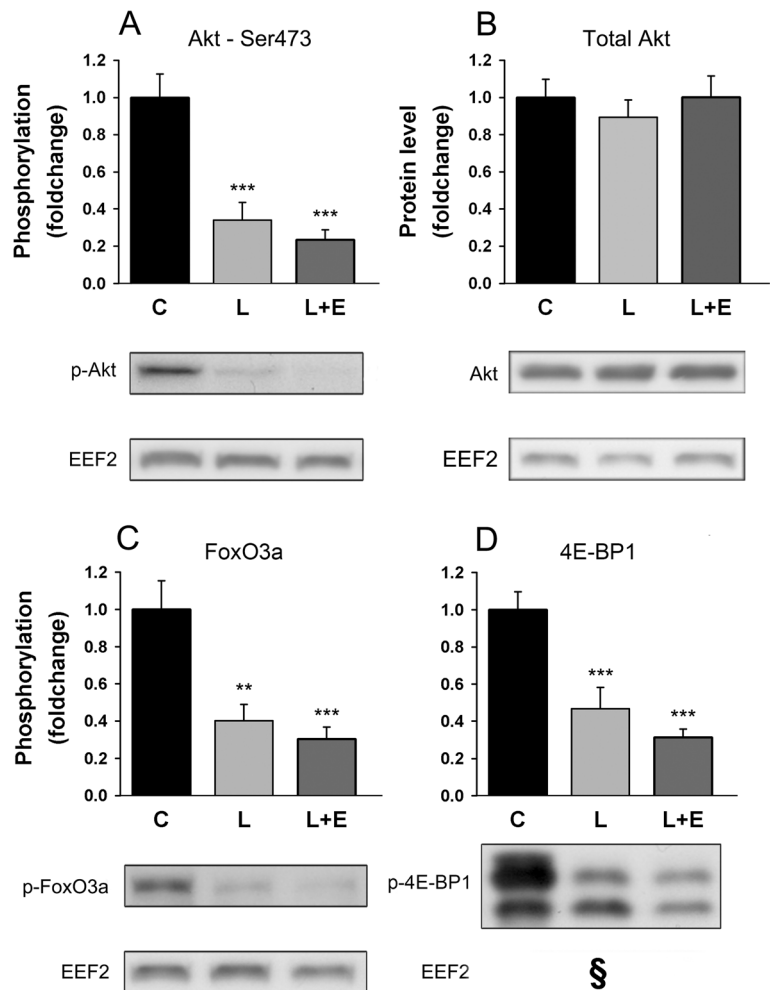 A
Akt - Ser473
Phosphorylation
(foldchange)
1.2
1.0
0.8
0.6
0.4
0.2
0.0
***
***
C L L+E
p-Akt
EEF2
B
Total Akt
Protein level
(foldchange)
1.2
1.0
0.8
0.6
0.4
0.2
0.0
C L L+E
Akt
EEF2
C
FoxO3a
Phosphorylation
(foldchange)
1.2
1.0
0.8
0.6
0.4
0.2
0.0
**
***
C L L+E
p-FoxO3a
EEF2
D
4E-BP1
1.2
1.0
0.8
0.6
0.4
0.2
0.0
***
***
C L L+E
p-4E-BP1
EEF2 §